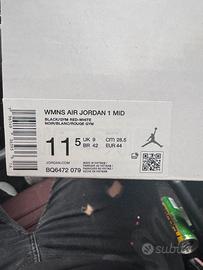 WMNS AIR JORDAN 1 MID
BLACK/GYM RED-WHITE
NOIR/BLANC/ROUGE GYM
11 5
UK 9
BR 42
CM 28.5
EUR 44
JORDAN.COM
BQ6472 079
subito